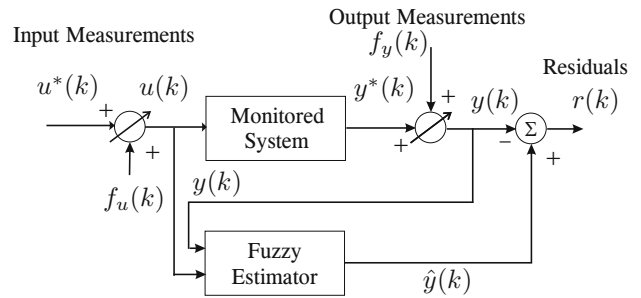 Output Measurements
Input Measurements
f_y(k)
Residuals
u*(k)
u(k)
y*(k)
y(k)
r(k)
+
+
+
+
Monitored
System
Σ
−
+
f_u(k)
y(k)
Fuzzy
Estimator
ŷ(k)